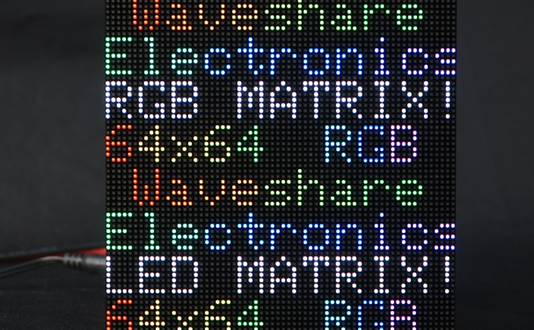 Waveshare
Electronics
RGB MATRIX!
64x64 RGB
Waveshare
Electronics
LED MATRIX!
64x64 RGB